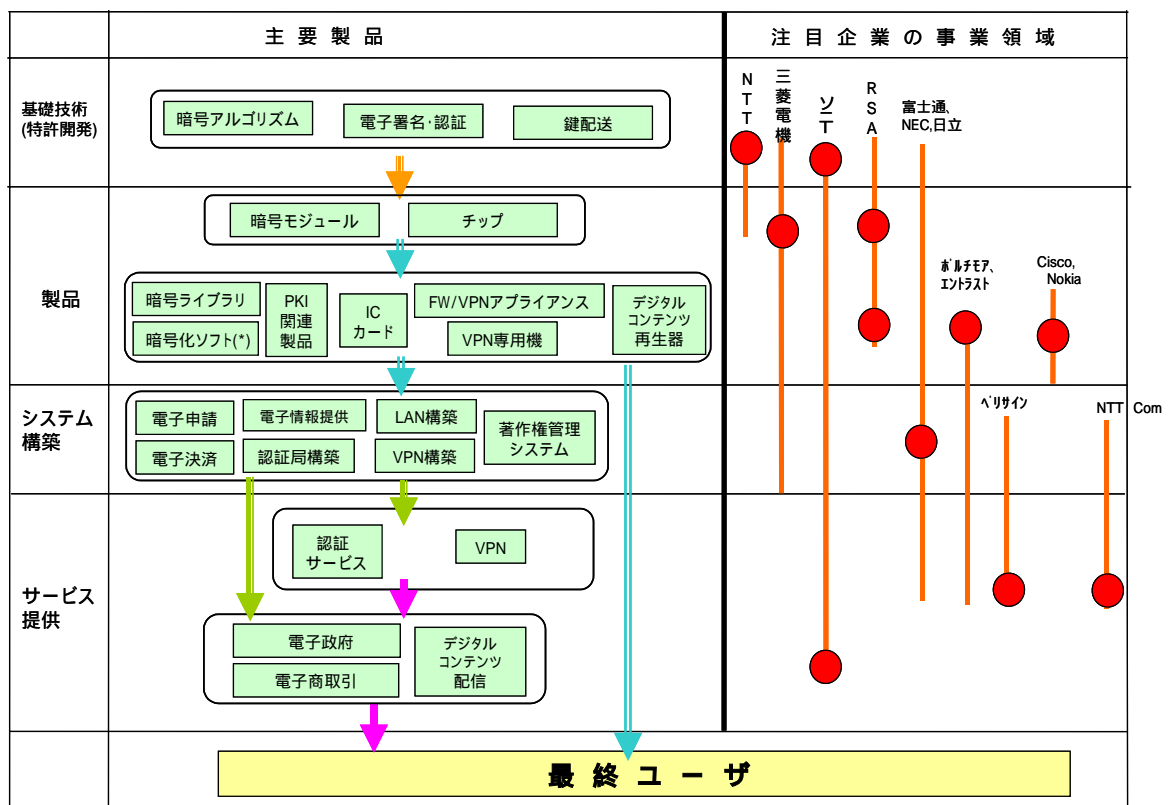 主要製品
注目企業の事業領域
基礎技術
(特許開発)
暗号アルゴリズム
電子署名・認証
鍵配送
NTT
三菱電機
ソニー
RSA
富士通、
NEC,日立
製品
暗号モジュール
チップ
暗号ライブラリ
暗号化ソフト(*)
PKI
関連
製品
IC
カード
FW/VPNアプライアンス
VPN専用機
デジタル
コンテンツ
再生器
ボルチモア、
エントラスト
Cisco,
Nokia
システム
構築
電子申請
電子情報提供
LAN構築
著作権管理
システム
電子決済
認証局構築
VPN構築
ベリサイン
NTT Com
サービス
提供
認証
サービス
VPN
電子政府
電子商取引
デジタル
コンテンツ
配信
最終ユーザ